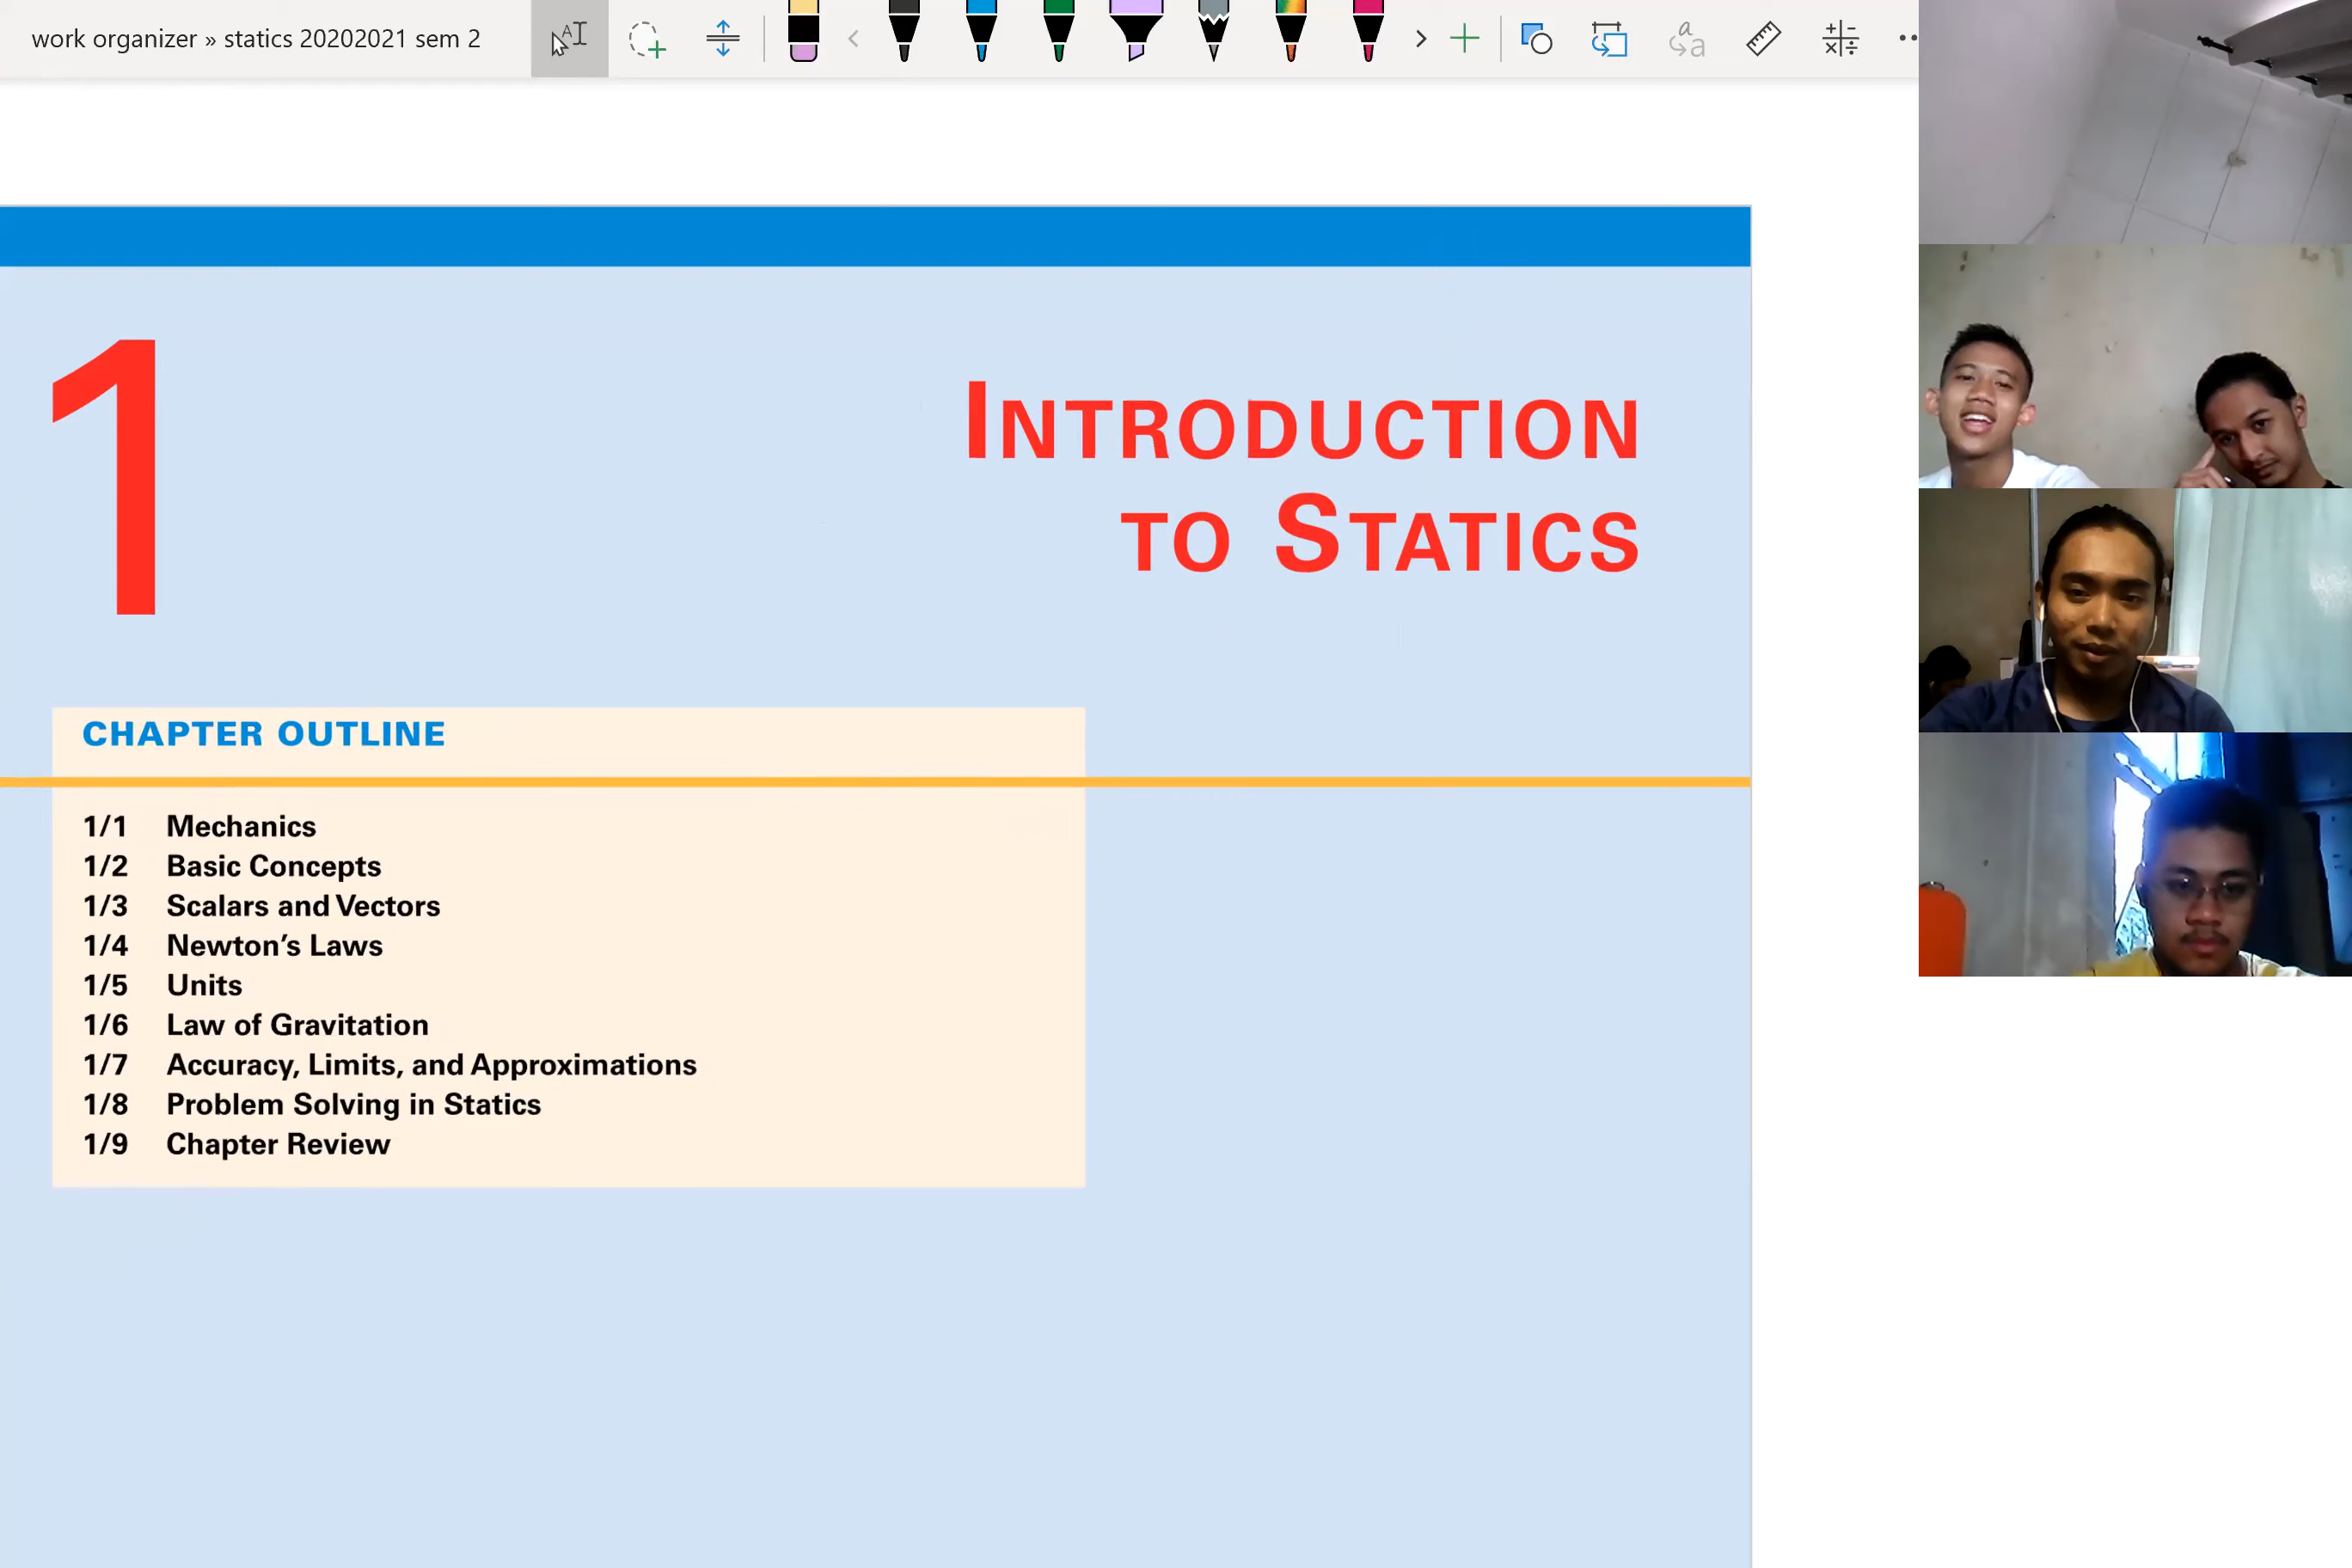 work organizer » statics 20202021 sem 2
1
INTRODUCTION
TO STATICS
CHAPTER OUTLINE
1/1 Mechanics
1/2 Basic Concepts
1/3 Scalars and Vectors
1/4 Newton's Laws
1/5 Units
1/6 Law of Gravitation
1/7 Accuracy, Limits, and Approximations
1/8 Problem Solving in Statics
1/9 Chapter Review